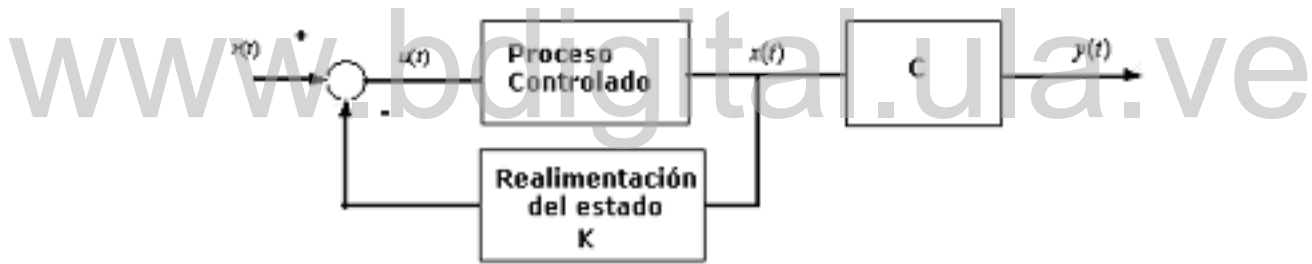 www.bdigital.ula.ve
+
u(t)
Proceso
Controlado
x(t)
C
y(t)
-
Realimentación
del estado
K